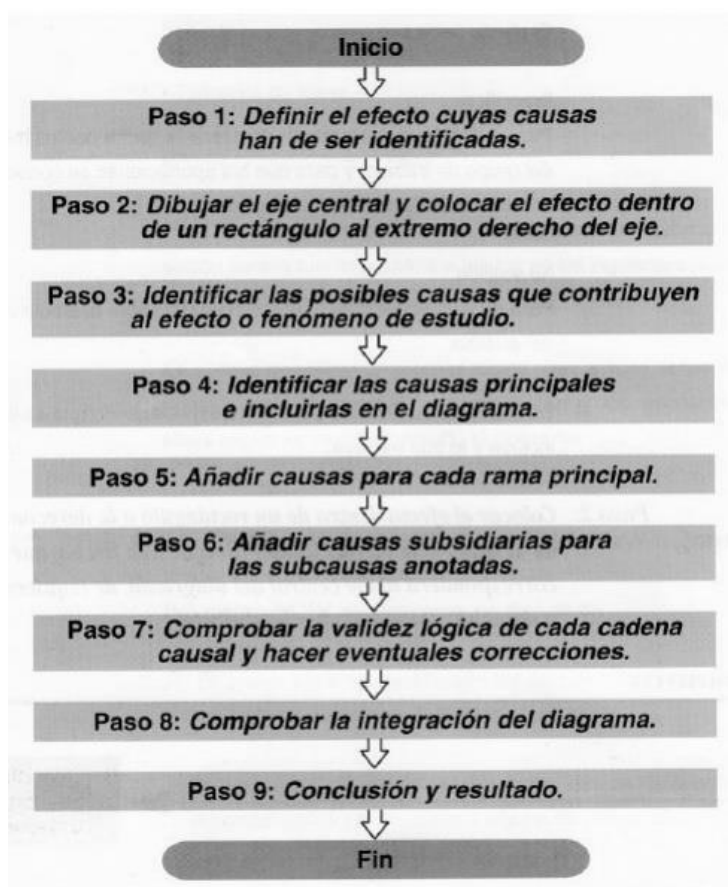 Inicio
Paso 1: Definir el efecto cuyas causas
han de ser identificadas.
Paso 2: Dibujar el eje central y colocar el efecto dentro
de un rectángulo al extremo derecho del eje.
Paso 3: Identificar las posibles causas que contribuyen
al efecto o fenómeno de estudio.
Paso 4: Identificar las causas principales
e incluirlas en el diagrama.
Paso 5: Añadir causas para cada rama principal.
Paso 6: Añadir causas subsidiarias para
las subcausas anotadas.
Paso 7: Comprobar la validez lógica de cada cadena
causal y hacer eventuales correcciones.
Paso 8: Comprobar la integración del diagrama.
Paso 9: Conclusión y resultado.
Fin